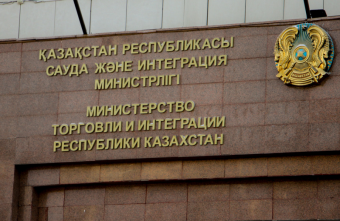 ҚАЗАҚСТАН РЕСПУБЛИКАСЫ
САУДА ЖӘНЕ ИНТЕГРАЦИЯ
МИНИСТРЛІГІ
МИНИСТЕРСТВО
ТОРГОВЛИ И ИНТЕГРАЦИИ
РЕСПУБЛИКИ КАЗАХСТАН